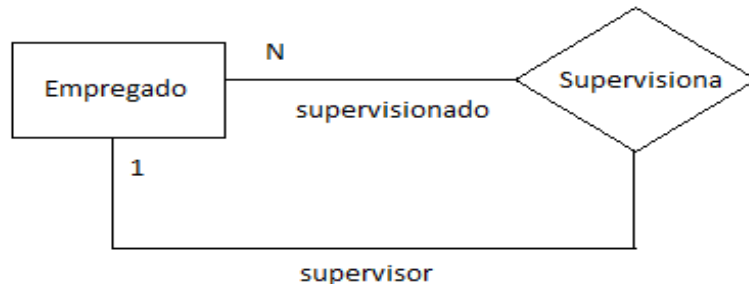 N
Empregado
Supervisiona
supervisionado
1
supervisor